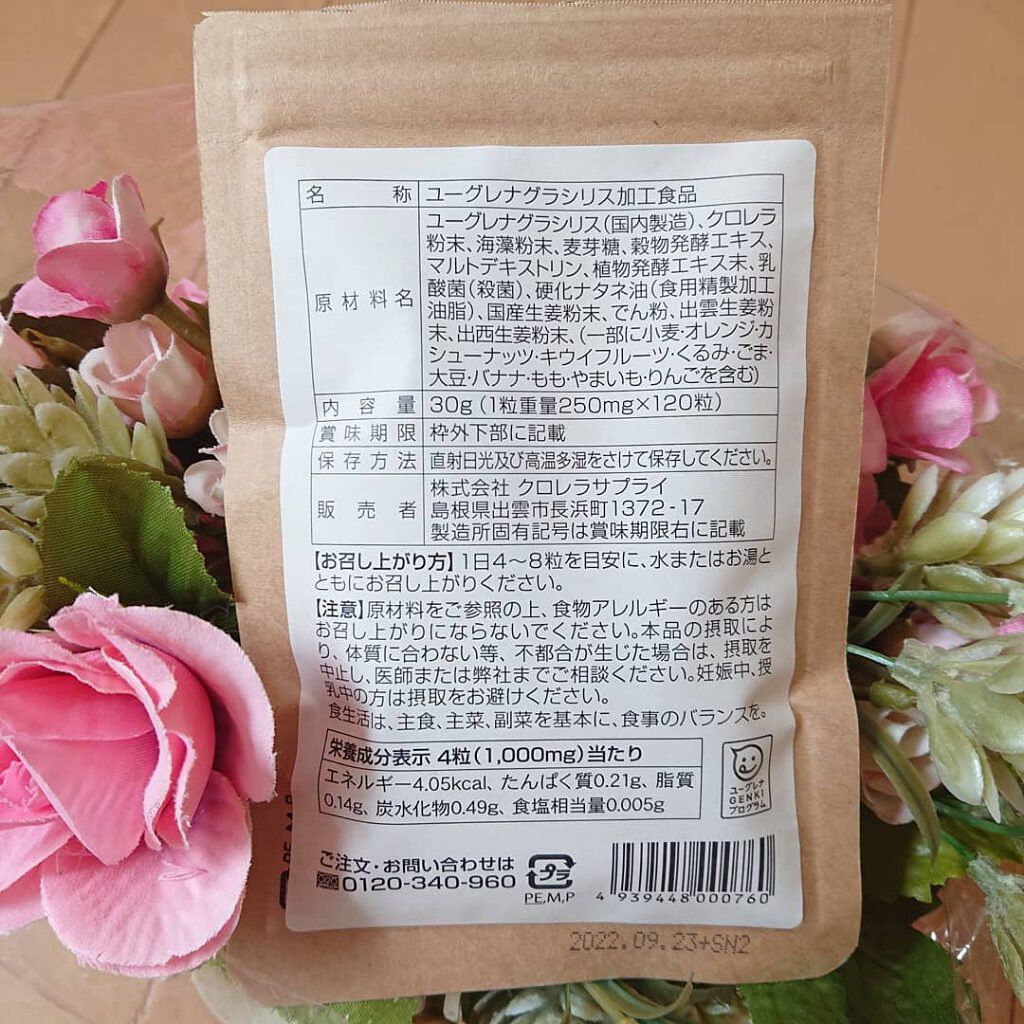 名称 ユーグレナグラシリス加工食品
原材料名
ユーグレナグラシリス(国内製造)、クロレラ
粉末、海藻粉末、麦芽糖、穀物発酵エキス、
マルトデキストリン、植物発酵エキス末、乳
酸菌(殺菌)、硬化ナタネ油(食用精製加工
油脂)、国産生姜粉末、でん粉、出雲生姜粉
末、出西生姜粉末、(一部に小麦・オレンジ・カ
シューナッツ・キウイフルーツ・くるみ・ごま・
大豆・バナナ・もも・やまいも・りんごを含む)
内容量 30g(1粒重量250mg×120粒)
賞味期限 枠外下部に記載
保存方法 直射日光及び高温多湿をさけて保存してください。
販売者
株式会社 クロレラサプライ
島根県出雲市長浜町1372-17
製造所固有記号は賞味期限右に記載
【お召し上がり方】1日4〜8粒を目安に、水またはお湯と
ともにお召し上がりください。
【注意】原材料をご参照の上、食物アレルギーのある方は
お召し上がりにならないでください。本品の摂取によ
り、体質に合わない等、不都合が生じた場合は、摂取を
中止し、医師または弊社までご相談ください。妊娠中、授
乳中の方は摂取をお避けください。
食生活は、主食、主菜、副菜を基本に、食事のバランスを。
栄養成分表示 4粒(1,000mg)当たり
エネルギー4.05kcal、たんぱく質0.21g、脂質
0.14g、炭水化物0.49g、食塩相当量0.005g
ユーグレナ
GENKI
プログラム
ご注文・お問い合わせは
0120-340-960
プラ
PE,M,P
4 939448 000760
2022.09.23+SN2